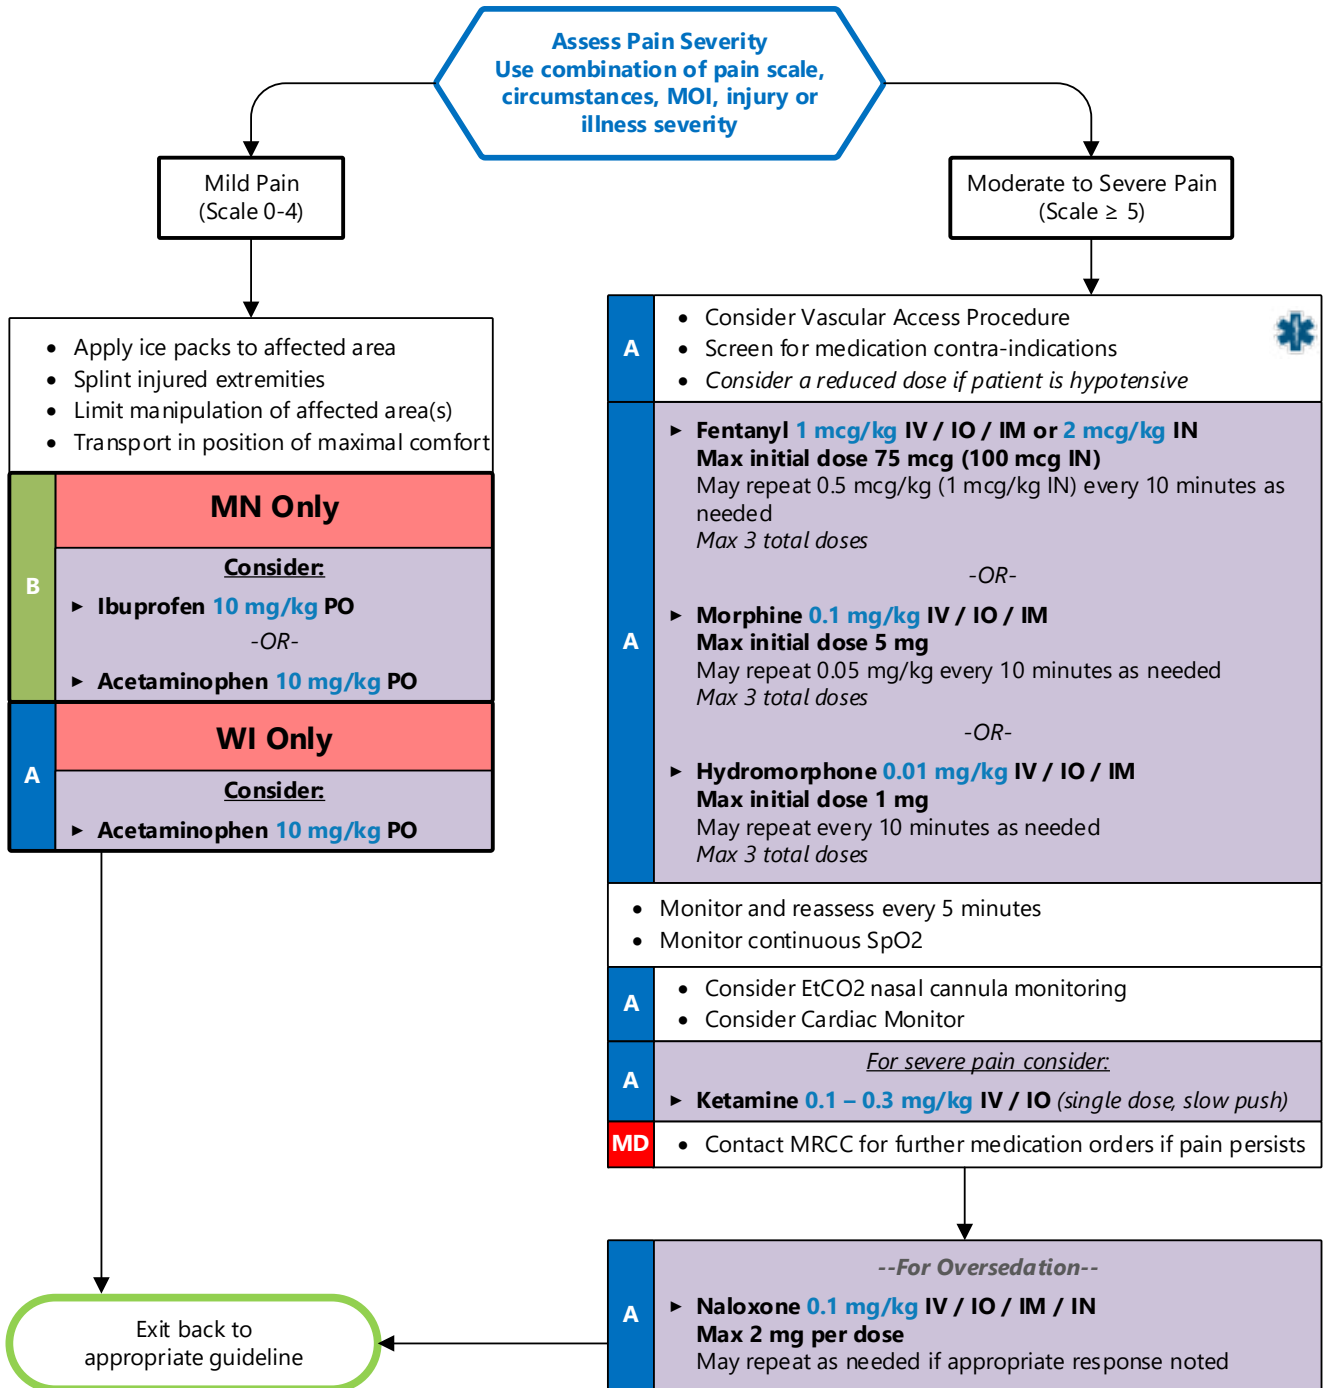 Assess Pain Severity
Use combination of pain scale,
circumstances, MOI, injury or
illness severity
Mild Pain
(Scale 0-4)
Moderate to Severe Pain
(Scale ≥ 5)
• Apply ice packs to affected area
• Splint injured extremities
• Limit manipulation of affected area(s)
• Transport in position of maximal comfort
B
MN Only
Consider:
► Ibuprofen 10 mg/kg PO
-OR-
► Acetaminophen 10 mg/kg PO
A
WI Only
Consider:
► Acetaminophen 10 mg/kg PO
A
• Consider Vascular Access Procedure
• Screen for medication contra-indications
• Consider a reduced dose if patient is hypotensive
A
► Fentanyl 1 mcg/kg IV / IO / IM or 2 mcg/kg IN
Max initial dose 75 mcg (100 mcg IN)
May repeat 0.5 mcg/kg (1 mcg/kg IN) every 10 minutes as
needed
Max 3 total doses
-OR-
► Morphine 0.1 mg/kg IV / IO / IM
Max initial dose 5 mg
May repeat 0.05 mg/kg every 10 minutes as needed
Max 3 total doses
-OR-
► Hydromorphone 0.01 mg/kg IV / IO / IM
Max initial dose 1 mg
May repeat every 10 minutes as needed
Max 3 total doses
• Monitor and reassess every 5 minutes
• Monitor continuous SpO2
A
• Consider EtCO2 nasal cannula monitoring
• Consider Cardiac Monitor
A
For severe pain consider:
► Ketamine 0.1 – 0.3 mg/kg IV / IO (single dose, slow push)
MD
• Contact MRCC for further medication orders if pain persists
A
--For Oversedation--
► Naloxone 0.1 mg/kg IV / IO / IM / IN
Max 2 mg per dose
May repeat as needed if appropriate response noted
Exit back to
appropriate guideline